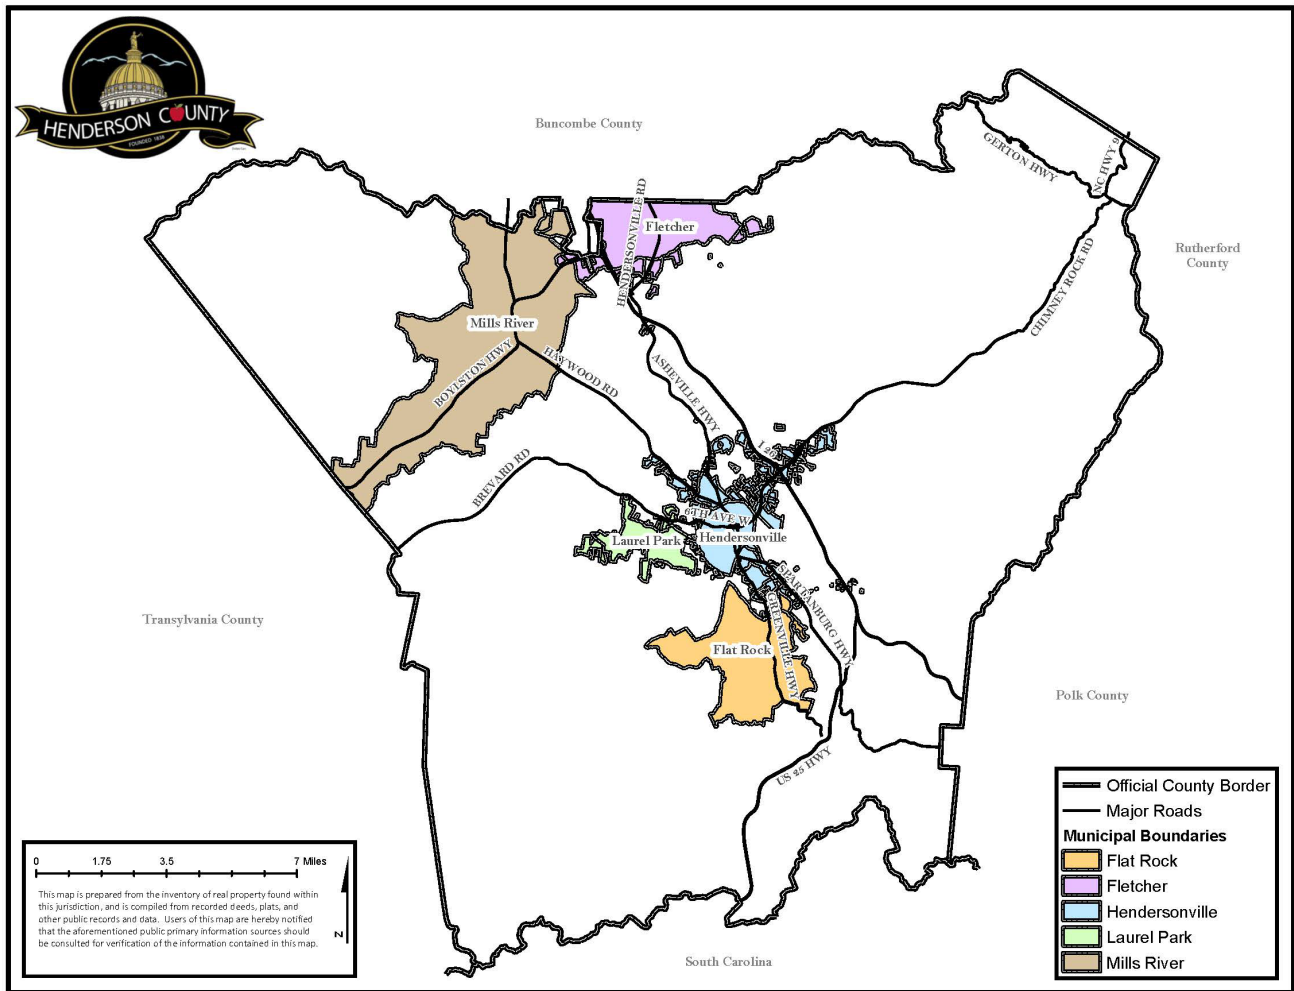 HENDERSON COUNTY
FOUNDED 1838
Buncombe County
GERTON HWY
NC HWY 9
HENDERSONVILLE RD
Fletcher
Rutherford
County
CHIMNEY ROCK RD
Mills River
BOYLSTON HWY
HAYWOOD RD
ASHEVILLE HWY
I 26
BREVARD RD
6TH AVE W
Laurel Park
Hendersonville
SPARTANBURG HWY
GREENVILLE HWY
Transylvania County
Flat Rock
Polk County
US 25 HWY
South Carolina
0 1.75 3.5 7 Miles
This map is prepared from the inventory of real property found within
this jurisdiction, and is compiled from recorded deeds, plats, and
other public records and data. Users of this map are hereby notified
that the aforementioned public primary information sources should
be consulted for verification of the information contained in this map.
N
Official County Border
Major Roads
Municipal Boundaries
Flat Rock
Fletcher
Hendersonville
Laurel Park
Mills River